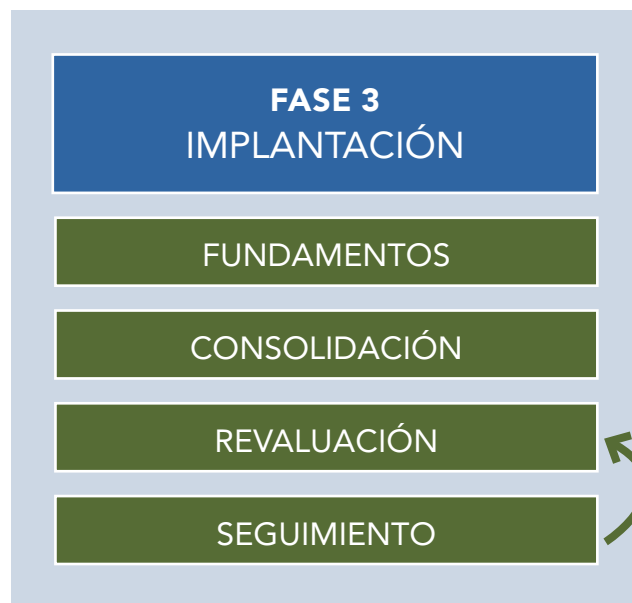 FASE 3
IMPLANTACIÓN
FUNDAMENTOS
CONSOLIDACIÓN
REVALUACIÓN
SEGUIMIENTO